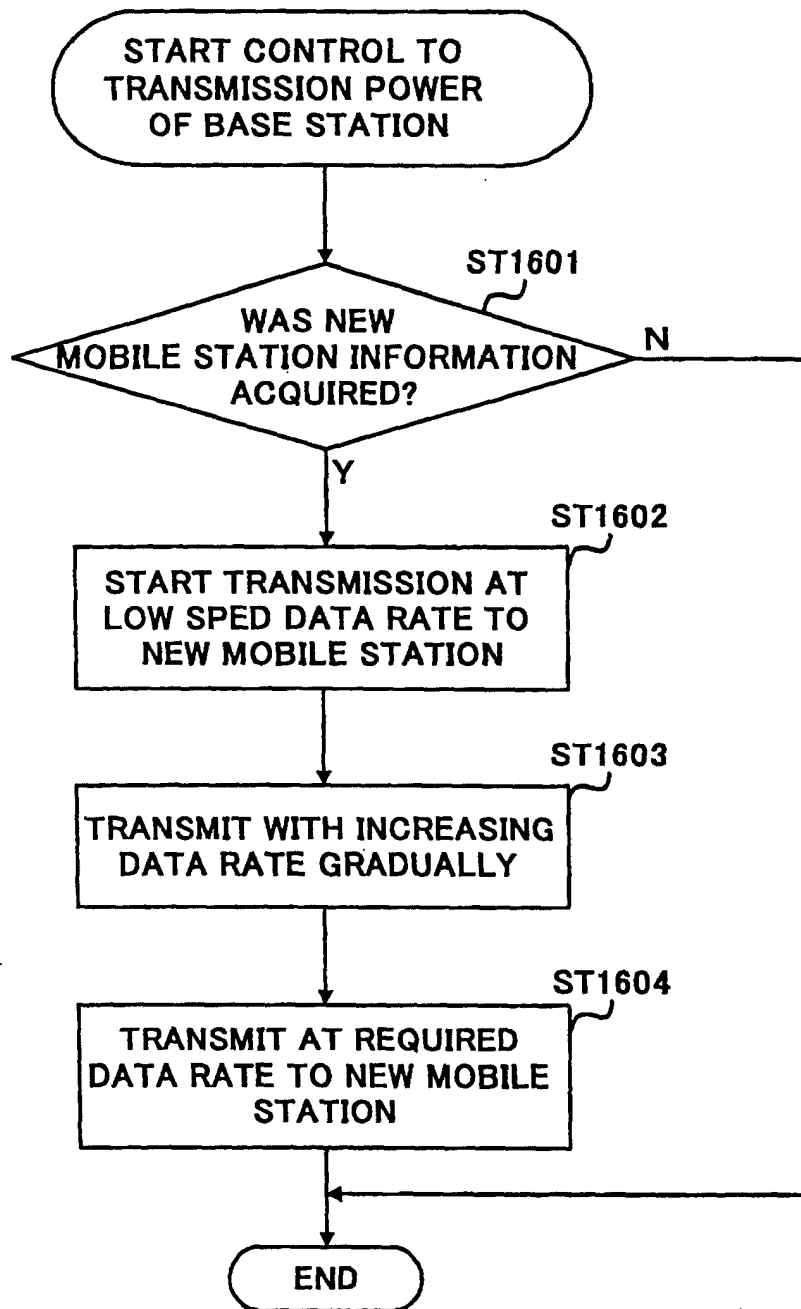 START CONTROL TO
TRANSMISSION POWER
OF BASE STATION
ST1601
WAS NEW
MOBILE STATION INFORMATION
ACQUIRED?
N
Y
ST1602
START TRANSMISSION AT
LOW SPED DATA RATE TO
NEW MOBILE STATION
ST1603
TRANSMIT WITH INCREASING
DATA RATE GRADUALLY
ST1604
TRANSMIT AT REQUIRED
DATA RATE TO NEW MOBILE
STATION
END